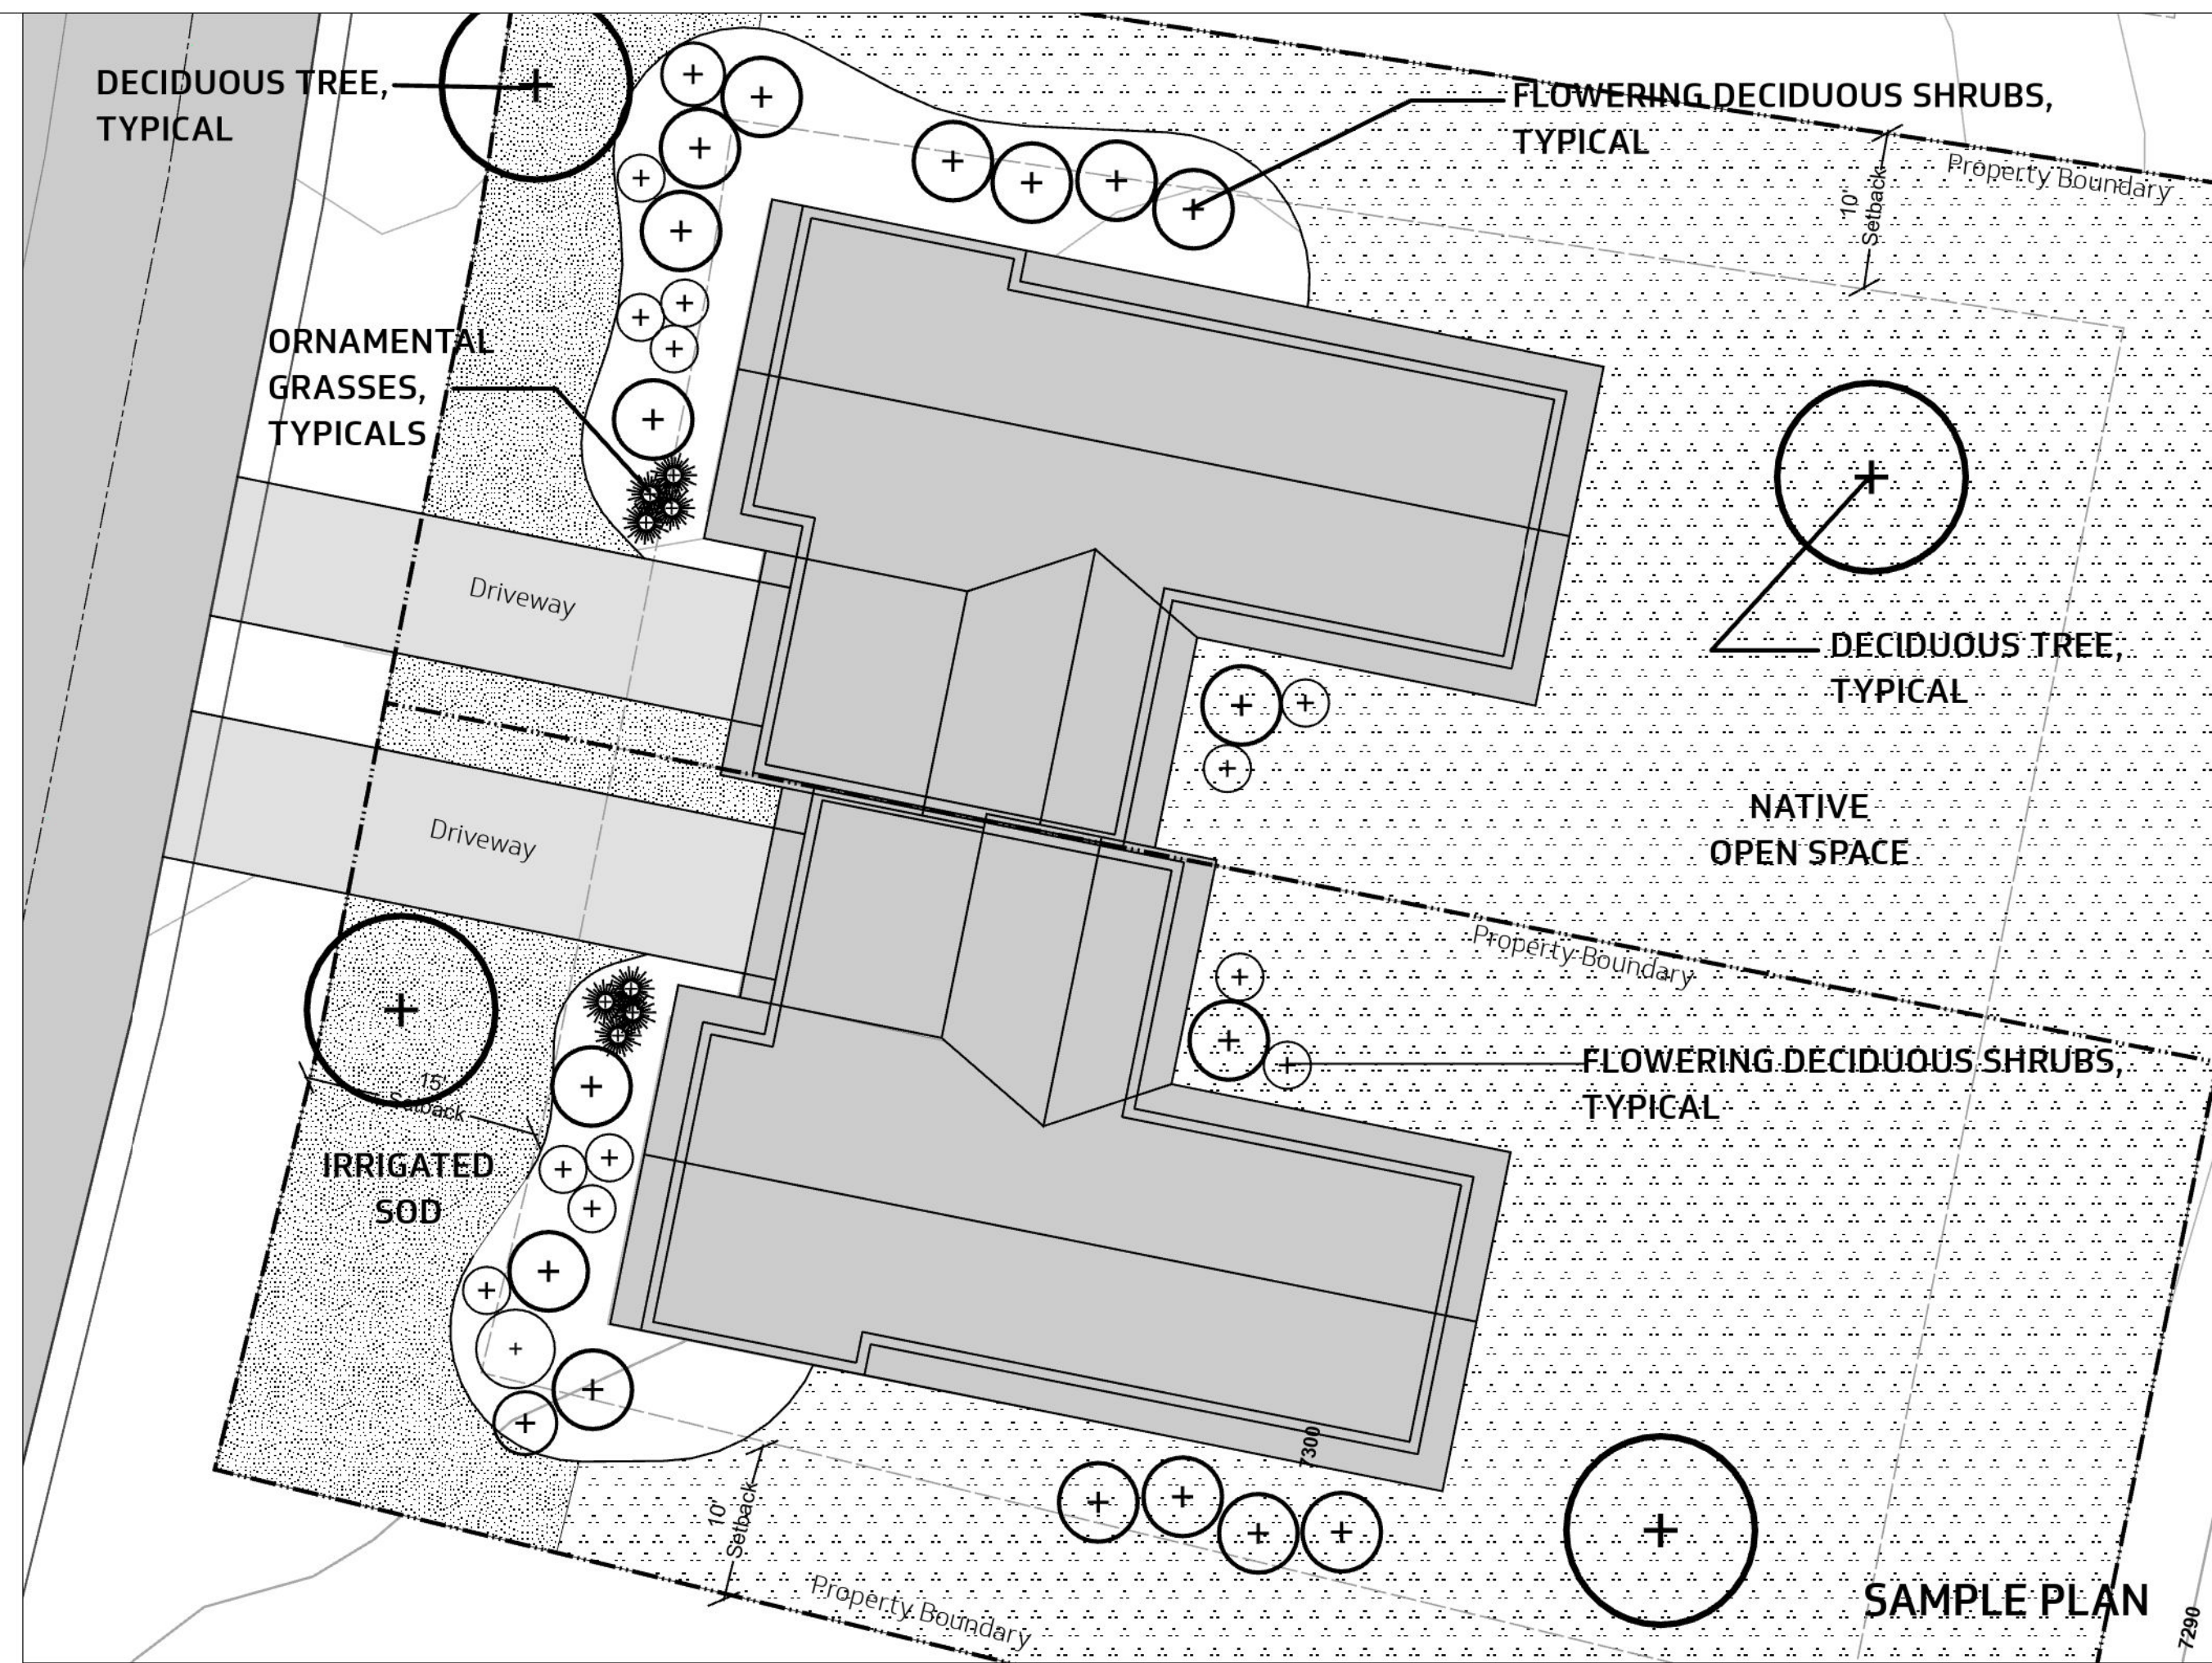 DECIDUOUS TREE,
TYPICAL
FLOWERING DECIDUOUS SHRUBS,
TYPICAL
Property Boundary
10'
Setback
ORNAMENTAL
GRASSES,
TYPICALS
Driveway
DECIDUOUS TREE,
TYPICAL
NATIVE
OPEN SPACE
Driveway
Property Boundary
FLOWERING DECIDUOUS SHRUBS,
TYPICAL
15'
Setback
IRRIGATED
SOD
7300
10'
Setback
Property Boundary
SAMPLE PLAN
7290